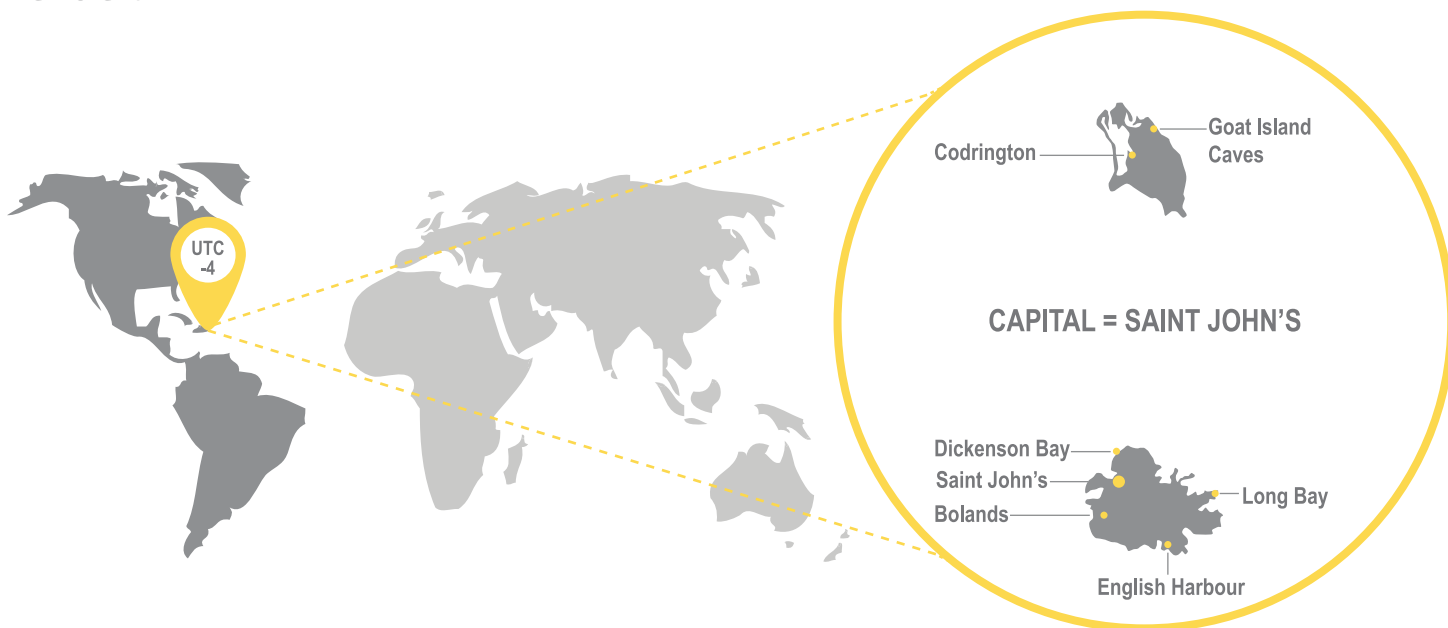 UTC
-4
Codrington
Goat Island
Caves
CAPITAL = SAINT JOHN'S
Dickenson Bay
Saint John's
Bolands
Long Bay
English Harbour